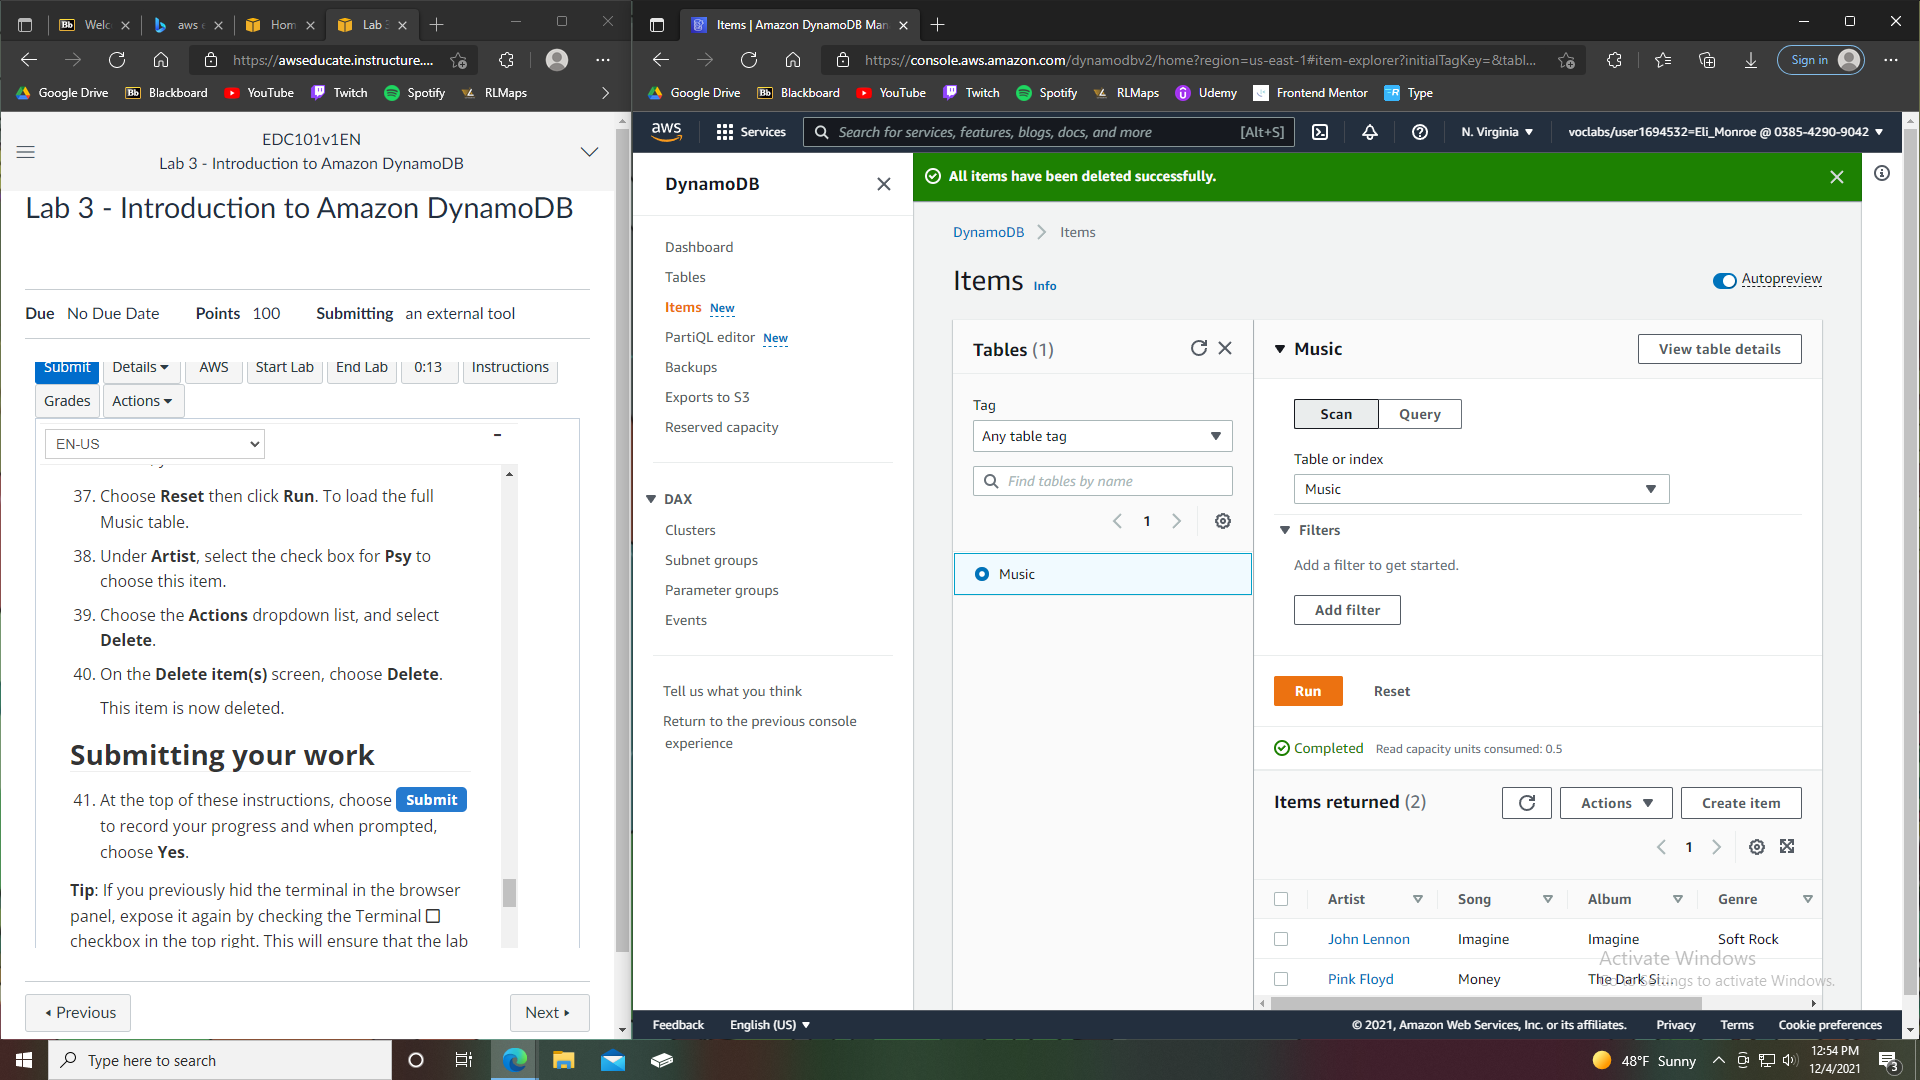 Welc
aws e
Hom
Lab 3
https://awseducate.instructure....
Google Drive
Blackboard
YouTube
Twitch
Spotify
RLMaps
EDC101v1EN
Lab 3 - Introduction to Amazon DynamoDB
Lab 3 - Introduction to Amazon DynamoDB
Due No Due Date Points 100 Submitting an external tool
Submit Details AWS Start Lab End Lab 0:13 Instructions
Grades Actions
EN-US
37. Choose Reset then click Run. To load the full
Music table.
38. Under Artist, select the check box for Psy to
choose this item.
39. Choose the Actions dropdown list, and select
Delete.
40. On the Delete item(s) screen, choose Delete.
This item is now deleted.
Submitting your work
41. At the top of these instructions, choose Submit
to record your progress and when prompted,
choose Yes.
Tip: If you previously hid the terminal in the browser
panel, expose it again by checking the Terminal
checkbox in the top right. This will ensure that the lab
Previous
Next
Items | Amazon DynamoDB Man
https://console.aws.amazon.com/dynamodbv2/home?region=us-east-1#item-explorer?initialTagKey=&tabl...
Sign in
Google Drive
Blackboard
YouTube
Twitch
Spotify
RLMaps
Udemy
Frontend Mentor
Type
aws
Services
Search for services, features, blogs, docs, and more [Alt+S]
N. Virginia
voclabs/user1694532=Eli_Monroe @ 0385-4290-9042
DynamoDB
Dashboard
Tables
Items New
PartiQL editor New
Backups
Exports to S3
Reserved capacity
DAX
Clusters
Subnet groups
Parameter groups
Events
Tell us what you think
Return to the previous console
experience
All items have been deleted successfully.
DynamoDB Items
Items Info
Autopreview
Tables (1)
Tag
Any table tag
Find tables by name
1
Music
Music
View table details
Scan Query
Table or index
Music
Filters
Add a filter to get started.
Add filter
Run Reset
Completed Read capacity units consumed: 0.5
Items returned (2)
Actions
Create item
1
Artist Song Album Genre
John Lennon Imagine Imagine Soft Rock
Pink Floyd Money The Dark Si...
Activate Windows
Go to Settings to activate Windows.
Feedback English (US)
© 2021, Amazon Web Services, Inc. or its affiliates. Privacy Terms Cookie preferences
Type here to search
48°F Sunny
12:54 PM
12/4/2021
3